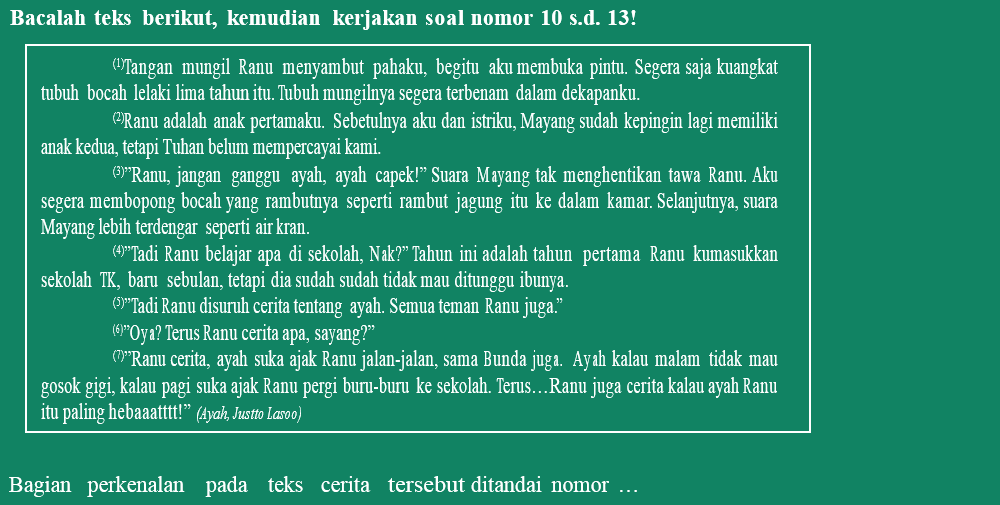 Bacalah teks berikut, kemudian kerjakan soal nomor 10 s.d. 13!
(1)Tangan mungil Ranu menyambut pahaku, begitu aku membuka pintu. Segera saja kuangkat
tubuh bocah lelaki lima tahun itu. Tubuh mungilnya segera terbenam dalam dekapanku.
(2)Ranu adalah anak pertamaku. Sebetulnya aku dan istriku, Mayang sudah kepingin lagi memiliki
anak kedua, tetapi Tuhan belum mempercayai kami.
(3)”Ranu, jangan ganggu ayah, ayah capek!” Suara Mayang tak menghentikan tawa Ranu. Aku
segera membopong bocah yang rambutnya seperti rambut jagung itu ke dalam kamar. Selanjutnya, suara
Mayang lebih terdengar seperti air kran.
(4)”Tadi Ranu belajar apa di sekolah, Nak?” Tahun ini adalah tahun pertama Ranu kumasukkan
sekolah TK, baru sebulan, tetapi dia sudah sudah tidak mau ditunggu ibunya.
(5)”Tadi Ranu disuruh cerita tentang ayah. Semua teman Ranu juga.”
(6)”Oya? Terus Ranu cerita apa, sayang?”
(7)”Ranu cerita, ayah suka ajak Ranu jalan-jalan, sama Bunda juga. Ayah kalau malam tidak mau
gosok gigi, kalau pagi suka ajak Ranu pergi buru-buru ke sekolah. Terus…Ranu juga cerita kalau ayah Ranu
itu paling hebaaatttt!” (Ayah, Justto Lasoo)
Bagian perkenalan pada teks cerita tersebut ditandai nomor …